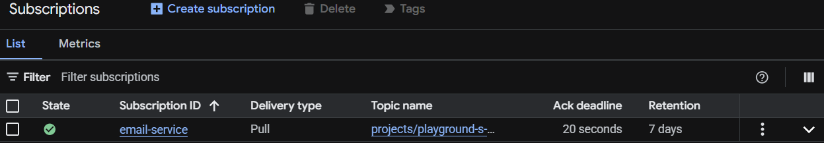 Subscriptions Create subscription Delete Tags
List Metrics
Filter Filter subscriptions
State Subscription ID Delivery type Topic name Ack deadline Retention
email-service Pull projects/playground-s-... 20 seconds 7 days